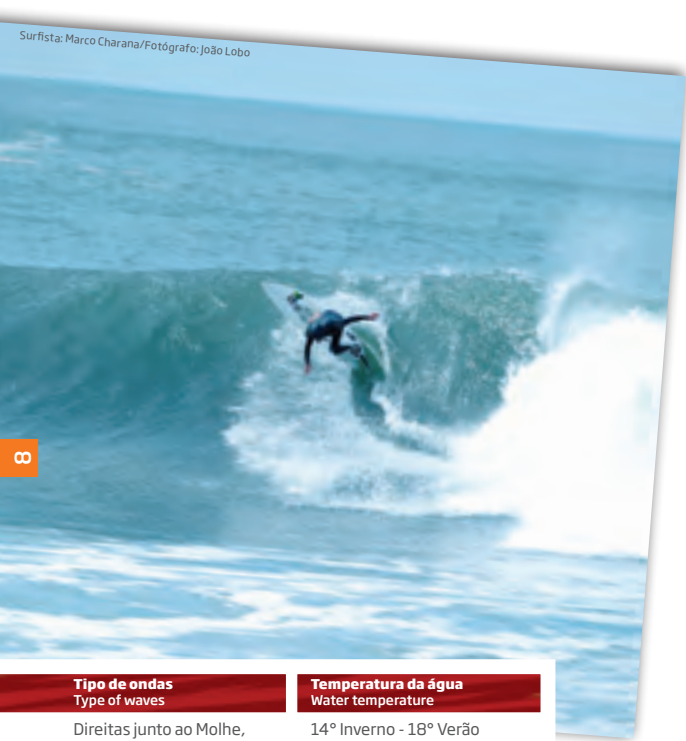 Surfista: Marco Charana/Fotógrafo: João Lobo
8
Tipo de ondas
Type of waves
Direitas junto ao Molhe,
Temperatura da água
Water temperature
14° Inverno - 18° Verão